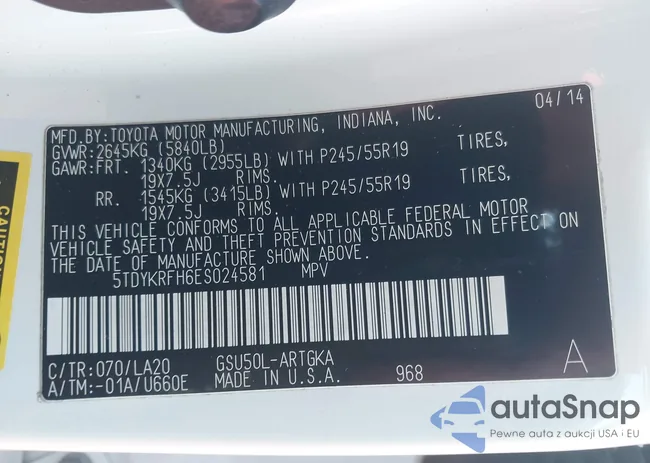 04/14
MFD. BY: TOYOTA MOTOR MANUFACTURING, INDIANA, INC.
GVWR: 2645KG (5840LB)
GAWR: FRT. 1340KG (2955LB) WITH P245/55R19 TIRES,
19X7.5J RIMS.
RR. 1545KG (3415LB) WITH P245/55R19 TIRES,
19X7.5J RIMS.
THIS VEHICLE CONFORMS TO ALL APPLICABLE FEDERAL MOTOR
VEHICLE SAFETY AND THEFT PREVENTION STANDARDS IN EFFECT ON
THE DATE OF MANUFACTURE SHOWN ABOVE.
5TDYKRFH6ES024581 MPV
C/TR: 070/LA20 GSU50L-ARTGKA
A/TM: -01A/U660E MADE IN U.S.A. 968 A
CAUTION
autaSnap
Pewne auta z aukcji USA i EU